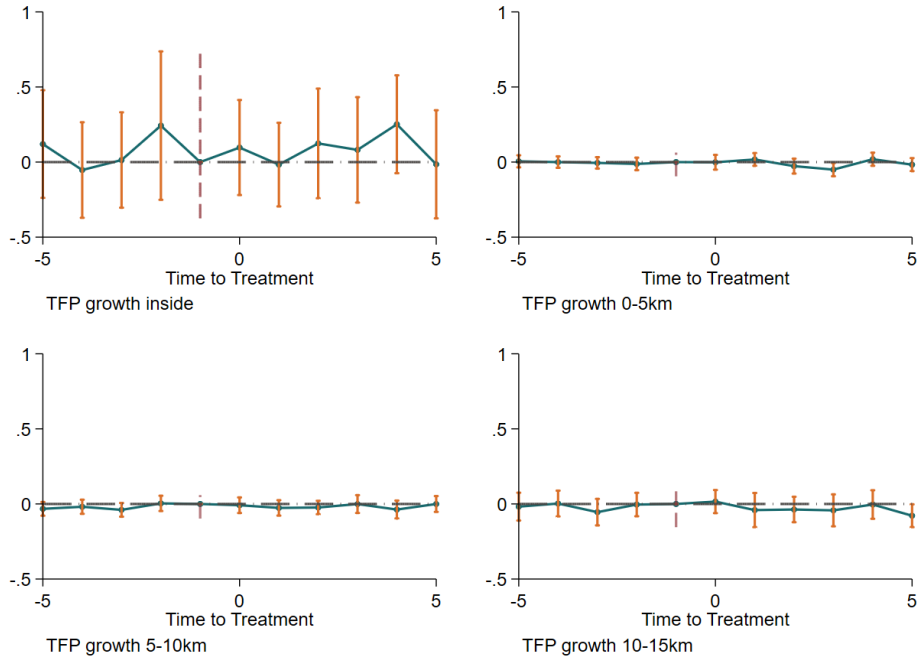 1
.5
0
-.5
-5 0 5
Time to Treatment
TFP growth inside
1
.5
0
-.5
-5 0 5
Time to Treatment
TFP growth 0-5km
1
.5
0
-.5
-5 0 5
Time to Treatment
TFP growth 5-10km
1
.5
0
-.5
-5 0 5
Time to Treatment
TFP growth 10-15km